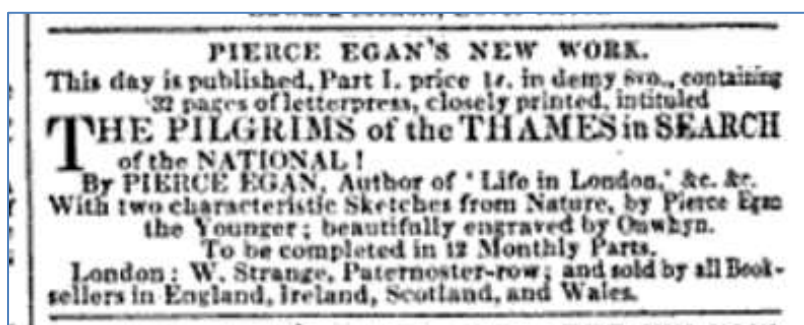 PIERCE EGAN'S NEW WORK.
This day is published, Part I. price 1s. in demy 8vo., containing
32 pages of letterpress, closely printed, intituled
THE PILGRIMS of the THAMES in SEARCH
of the NATIONAL!
By PIERCE EGAN, Author of 'Life in London,' &c. &c.
With two characteristic Sketches from Nature, by Pierce Egan
the Younger; beautifully engraved by Onwhyn.
To be completed in 12 Monthly Parts.
London: W. Strange, Paternoster-row; and sold by all Book-
sellers in England, Ireland, Scotland, and Wales.